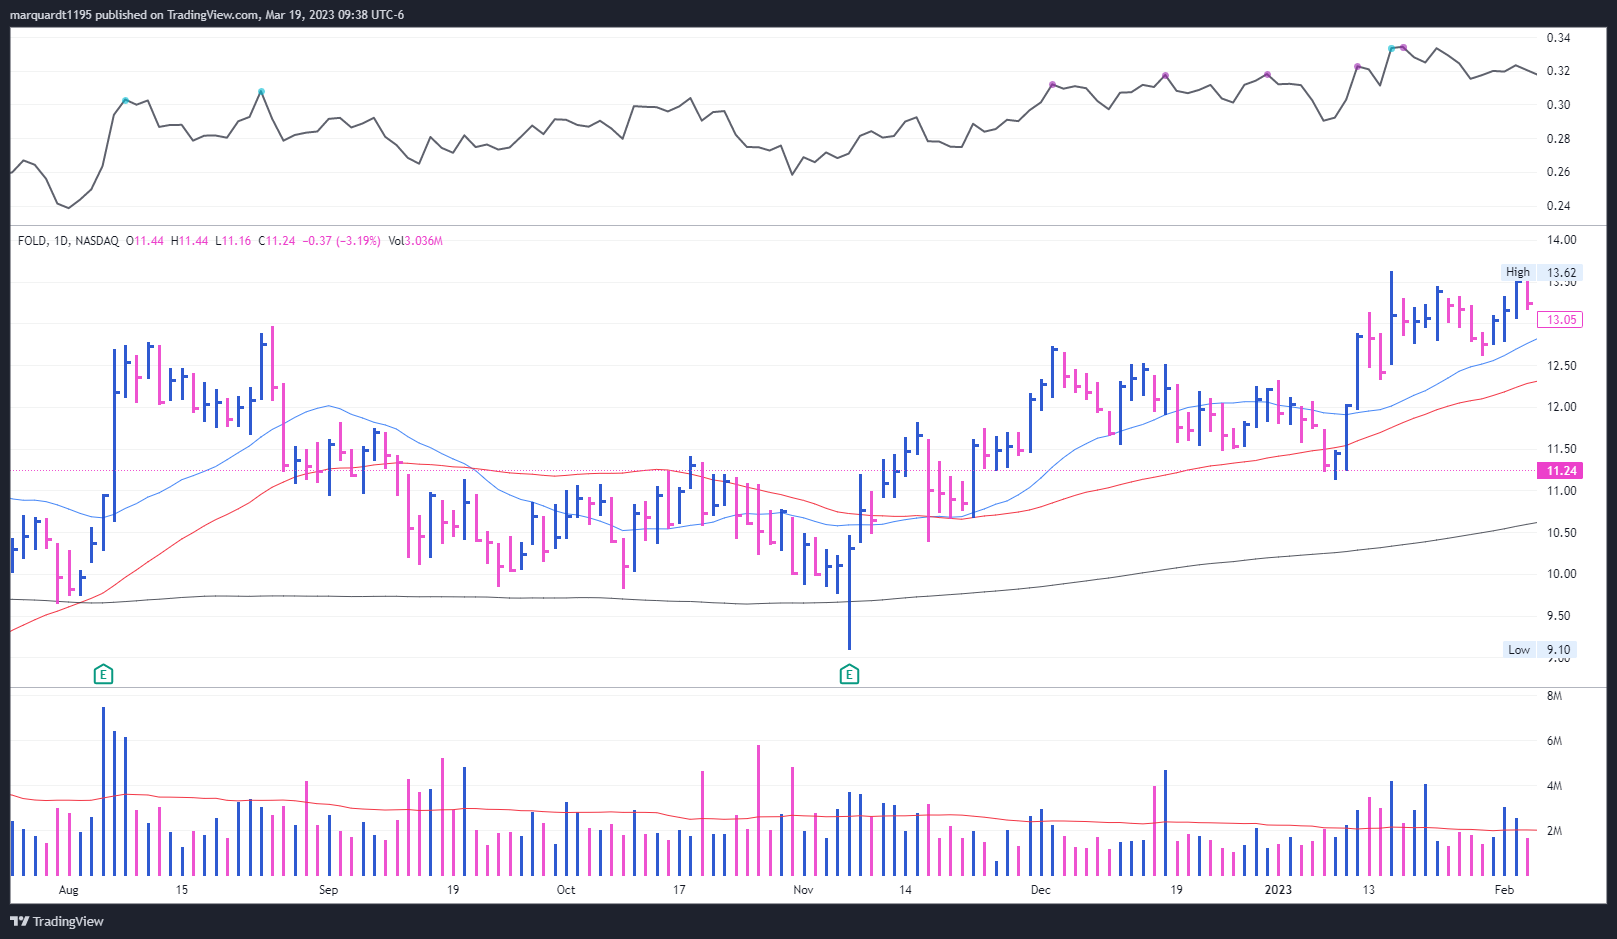 marquardt1195 published on TradingView.com, Mar 19, 2023 09:38 UTC-6
0.34
0.32
0.30
0.28
0.26
0.24
FOLD, 1D, NASDAQ O11.44 H11.44 L11.16 C11.24 −0.37 (−3.19%) Vol3.036M
14.00
High 13.62
13.50
13.05
12.50
12.00
11.50
11.24
11.00
10.50
10.00
9.50
Low 9.10
9.00
E E
8M
6M
4M
2M
Aug 15 Sep 19 Oct 17 Nov 14 Dec 19 2023 13 Feb
TradingView